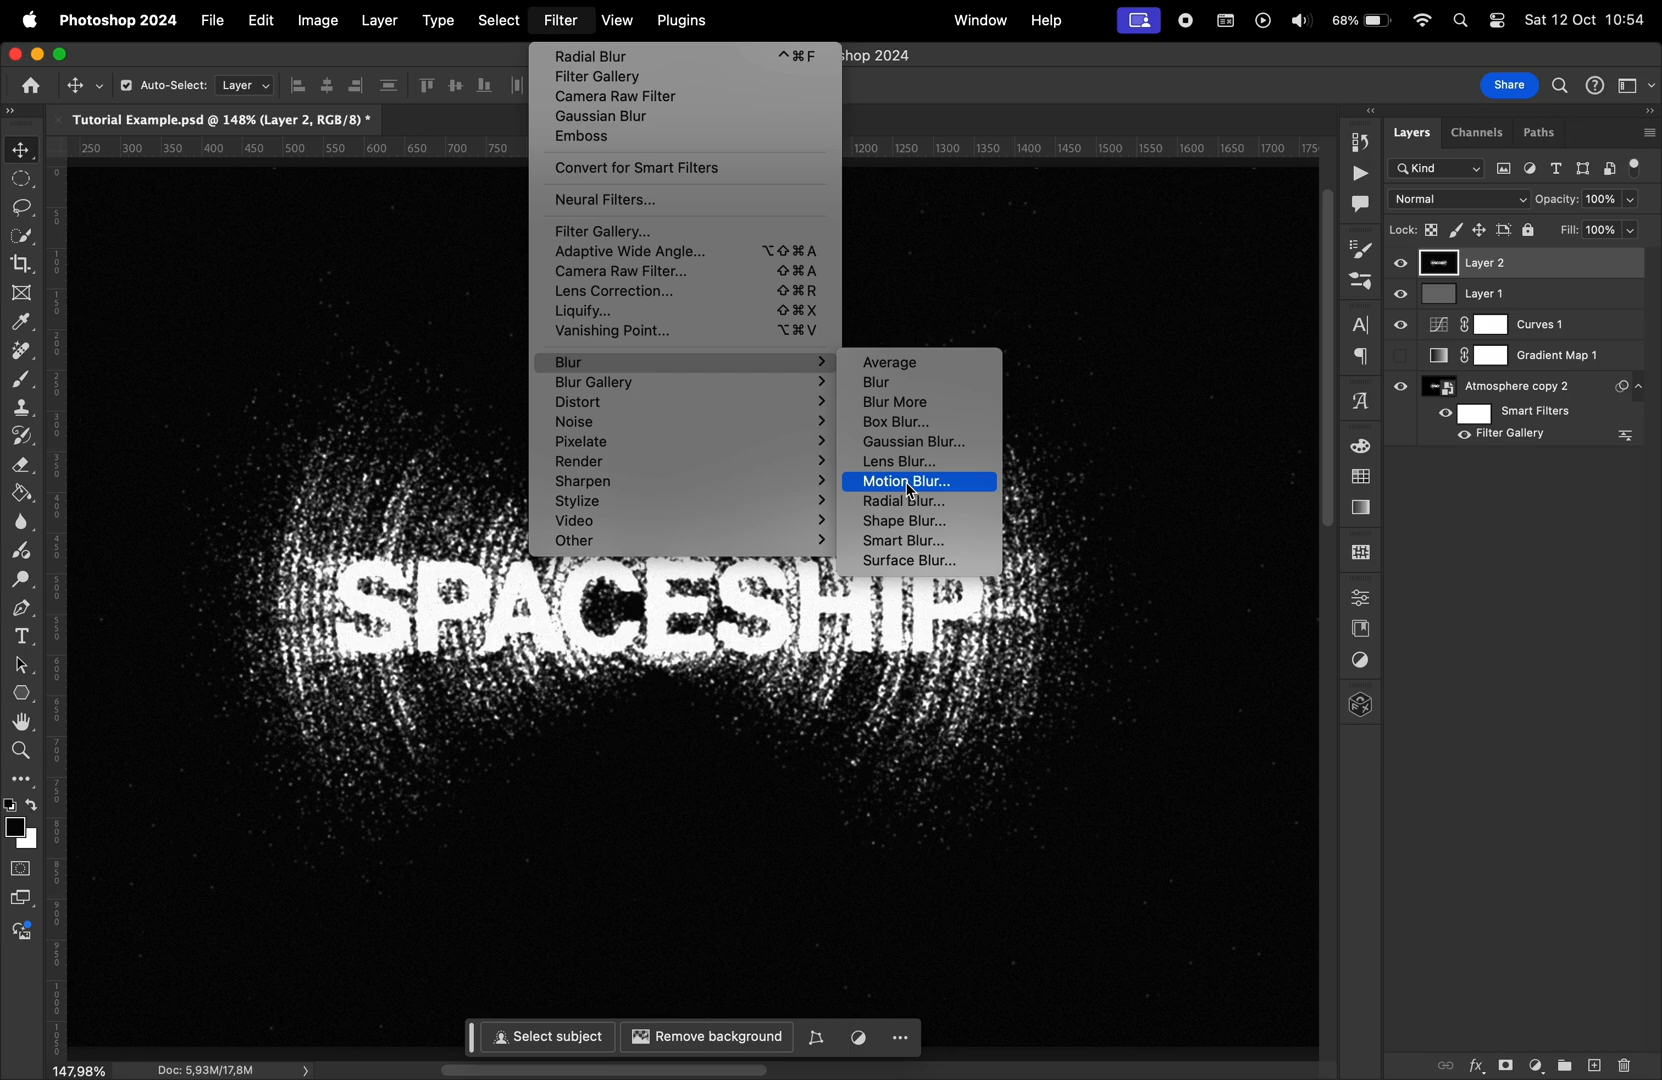 Photoshop 2024 File Edit Image Layer Type Select Filter View Plugins Window Help 68% Sat 12 Oct 10:54
shop 2024
Auto-Select: Layer Share
Tutorial Example.psd @ 148% (Layer 2, RGB/8) *
250 300 350 400 450 500 550 600 650 700 750 1200 1250 1300 1350 1400 1450 1500 1550 1600 1650 1700 175
Radial Blur ^⌘F
Filter Gallery
Camera Raw Filter
Gaussian Blur
Emboss
Convert for Smart Filters
Neural Filters...
Filter Gallery...
Adaptive Wide Angle... ⌥⇧⌘A
Camera Raw Filter... ⇧⌘A
Lens Correction... ⇧⌘R
Liquify... ⇧⌘X
Vanishing Point... ⌥⌘V
Blur
Blur Gallery
Distort
Noise
Pixelate
Render
Sharpen
Stylize
Video
Other
Average
Blur
Blur More
Box Blur...
Gaussian Blur...
Lens Blur...
Motion Blur...
Radial Blur...
Shape Blur...
Smart Blur...
Surface Blur...
SPACESHIP
Layers Channels Paths
Kind
Normal Opacity: 100%
Lock: Fill: 100%
Layer 2
Layer 1
Curves 1
Gradient Map 1
Atmosphere copy 2
Smart Filters
Filter Gallery
Select subject Remove background
147,98% Doc: 5,93M/17,8M